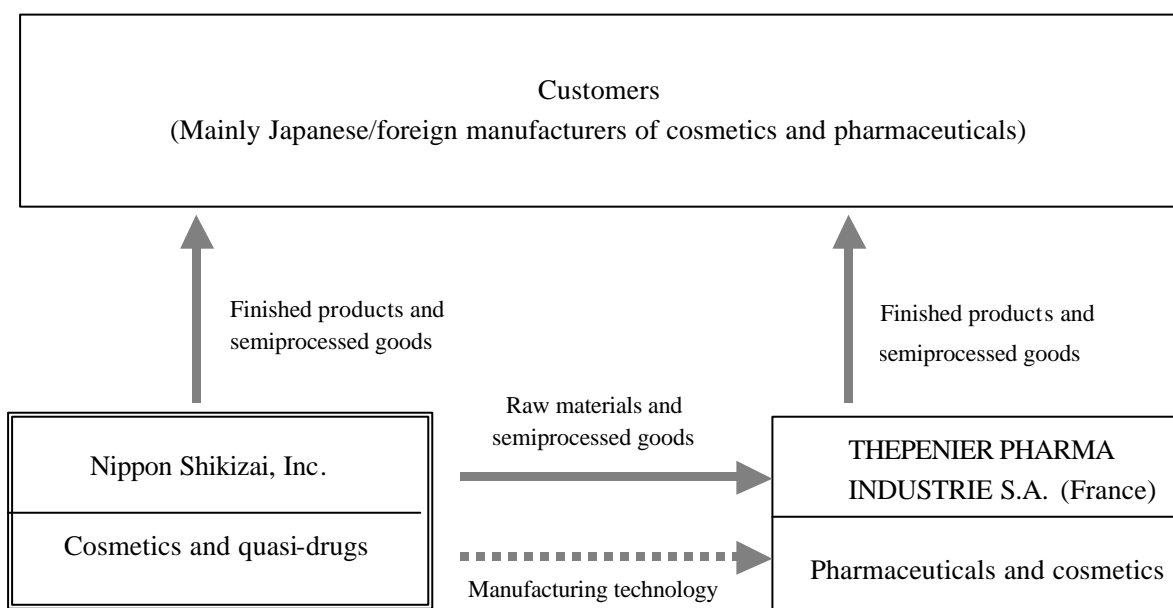 Customers
(Mainly Japanese/foreign manufacturers of cosmetics and pharmaceuticals)
Finished products and
semiprocessed goods
Finished products and
semiprocessed goods
Raw materials and
semiprocessed goods
Nippon Shikizai, Inc.
Cosmetics and quasi-drugs
Manufacturing technology
THEPENIER PHARMA
INDUSTRIE S.A. (France)
Pharmaceuticals and cosmetics